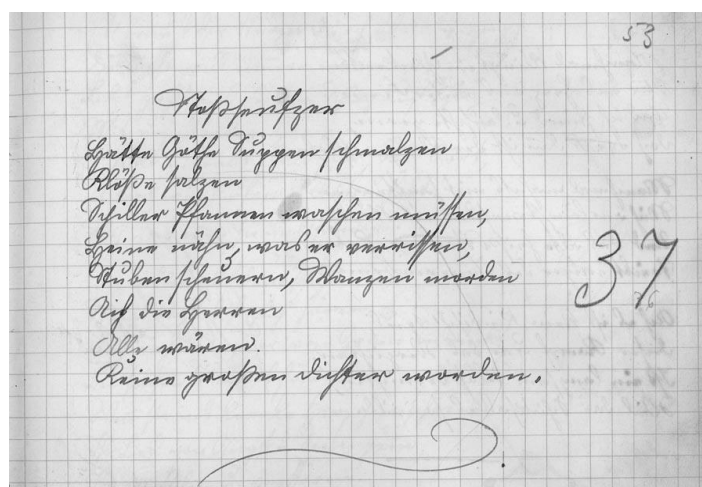 53
Stoßseufzer
Hätte Göthe Suppen schmalzen
Klöße salzen
Schiller Pfannen waschen müssen,
Heine nähn, was er verrissen,
Stuben scheuern, Wanzen morden
Ach die Herren
Alle wären.
Keine großen Dichter worden.
37